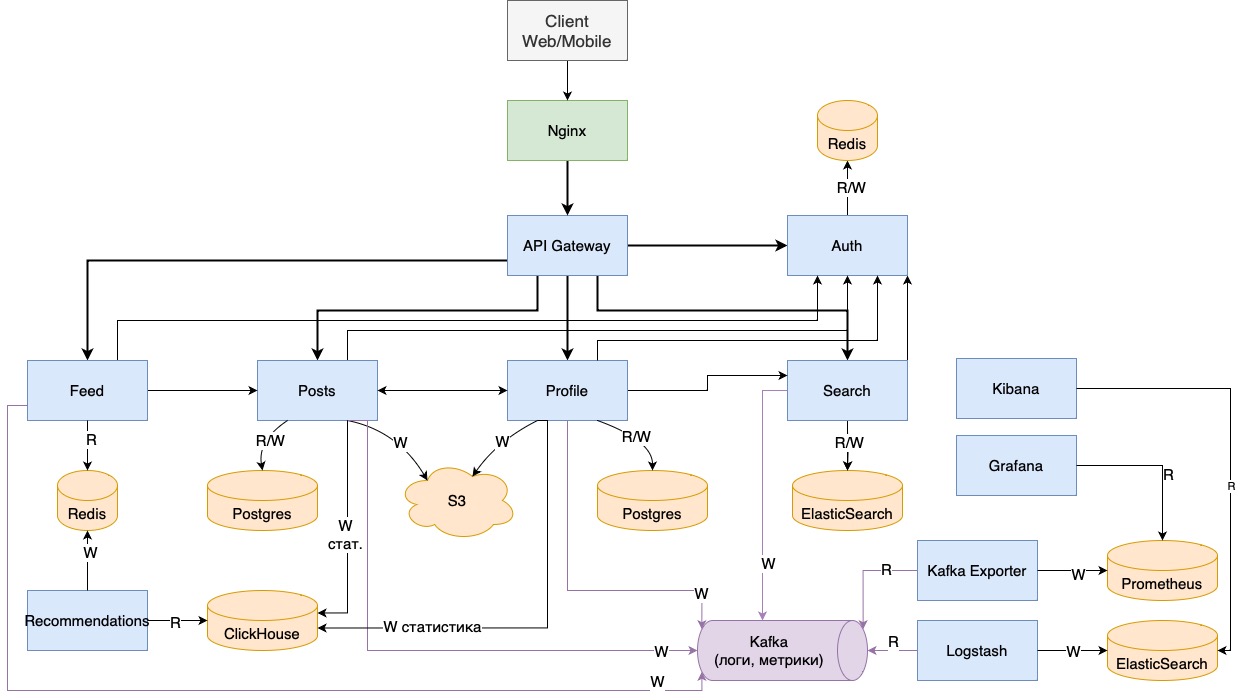 Client
Web/Mobile
Nginx
Redis
R/W
API Gateway
Auth
Feed
Posts
Profile
Search
Kibana
R
R/W
W
W
R/W
R/W
Grafana
R
Redis
Postgres
S3
Postgres
ElasticSearch
R
W
W
стат.
W
R
Kafka Exporter
W
Prometheus
Recommendations
R
ClickHouse
W статистика
W
Kafka
(логи, метрики)
R
Logstash
W
ElasticSearch
W
W